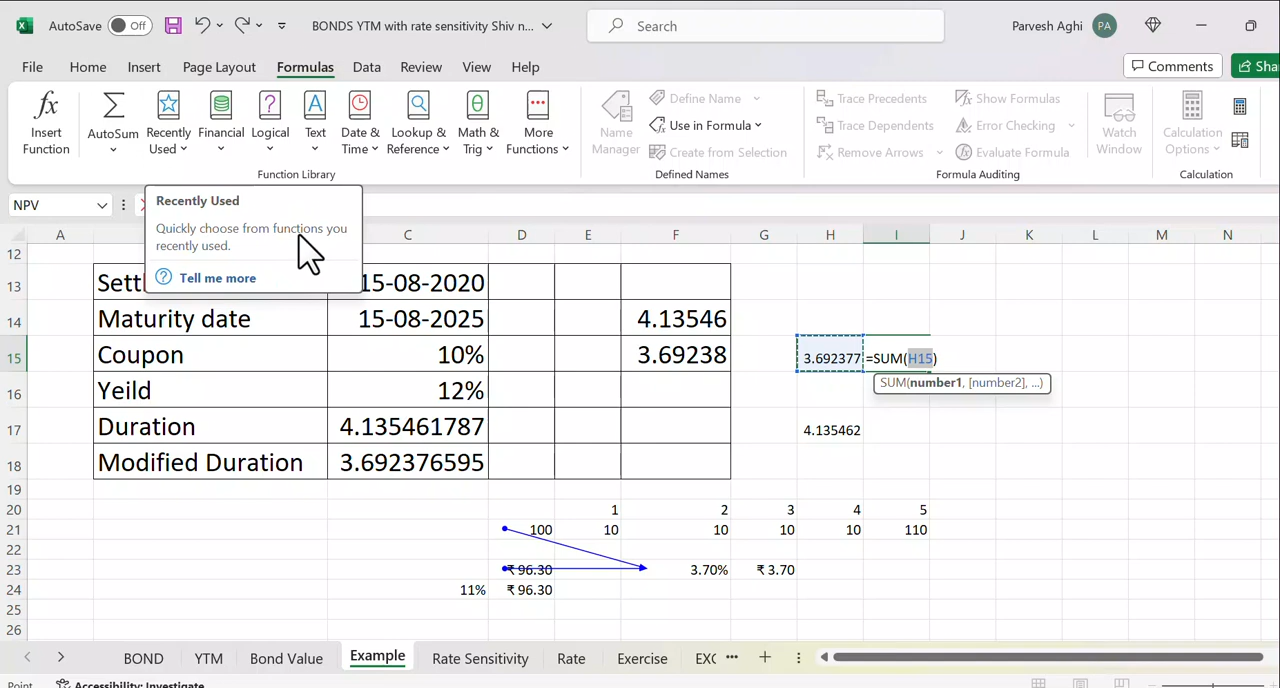 AutoSave Off BONDS YTM with rate sensitivity Shiv n... Search Parvesh Aghi PA
File Home Insert Page Layout Formulas Data Review View Help Comments Sha
fx Insert Function AutoSum Recently Used Financial Logical Text Date & Time Lookup & Reference Math & Trig More Functions
Function Library
Name Manager Define Name Use in Formula Create from Selection
Defined Names
Trace Precedents Trace Dependents Remove Arrows Show Formulas Error Checking Evaluate Formula Watch Window
Formula Auditing
Calculation Options
Calculation
NPV
Recently Used
Quickly choose from functions you
recently used.
Tell me more
A C D E F G H I J K L M N
12
13 Settl 15-08-2020
14 Maturity date 15-08-2025 4.13546
15 Coupon 10% 3.69238 3.692377 =SUM(H15)
SUM(number1, [number2], ...)
16 Yeild 12%
17 Duration 4.135461787 4.135462
18 Modified Duration 3.692376595
19
20 1 2 3 4 5
21 100 10 10 10 10 110
22
23 ₹ 96.30 3.70% ₹ 3.70
24 11% ₹ 96.30
25
26
BOND YTM Bond Value Example Rate Sensitivity Rate Exercise EXC ...
Point Accessibility: Investigate